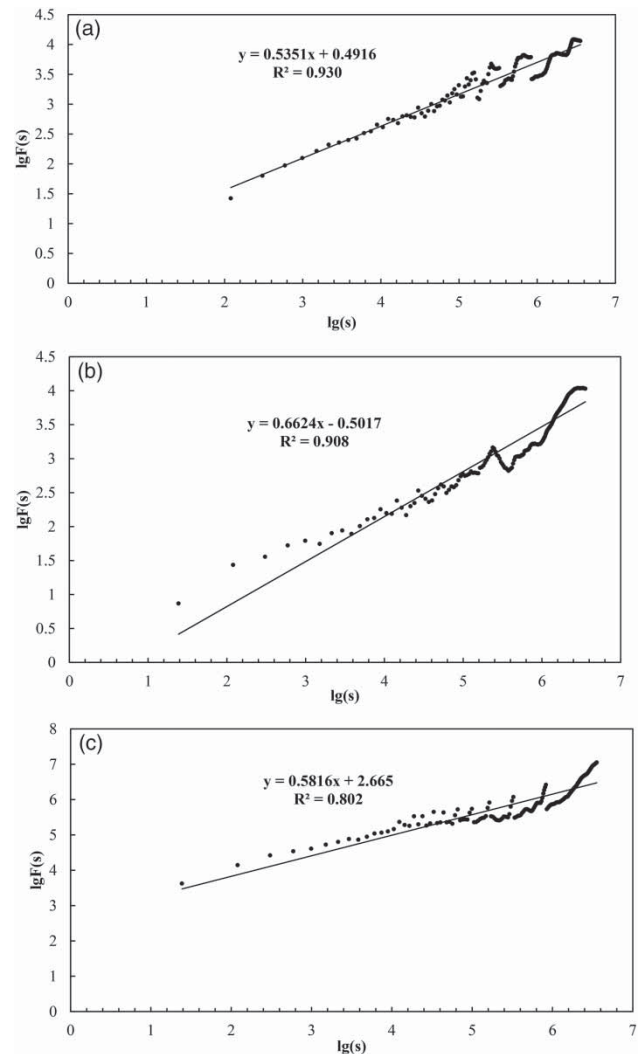 (a)
y = 0.5351x + 0.4916
R² = 0.930
4.5
4
3.5
3
2.5
2
1.5
1
0.5
0
lgF(s)
0 1 2 3 4 5 6 7
lg(s)
(b)
y = 0.6624x - 0.5017
R² = 0.908
4.5
4
3.5
3
2.5
2
1.5
1
0.5
0
lgF(s)
0 1 2 3 4 5 6 7
lg(s)
(c)
y = 0.5816x + 2.665
R² = 0.802
8
7
6
5
4
3
2
1
0
lgF(s)
0 1 2 3 4 5 6 7
lg(s)